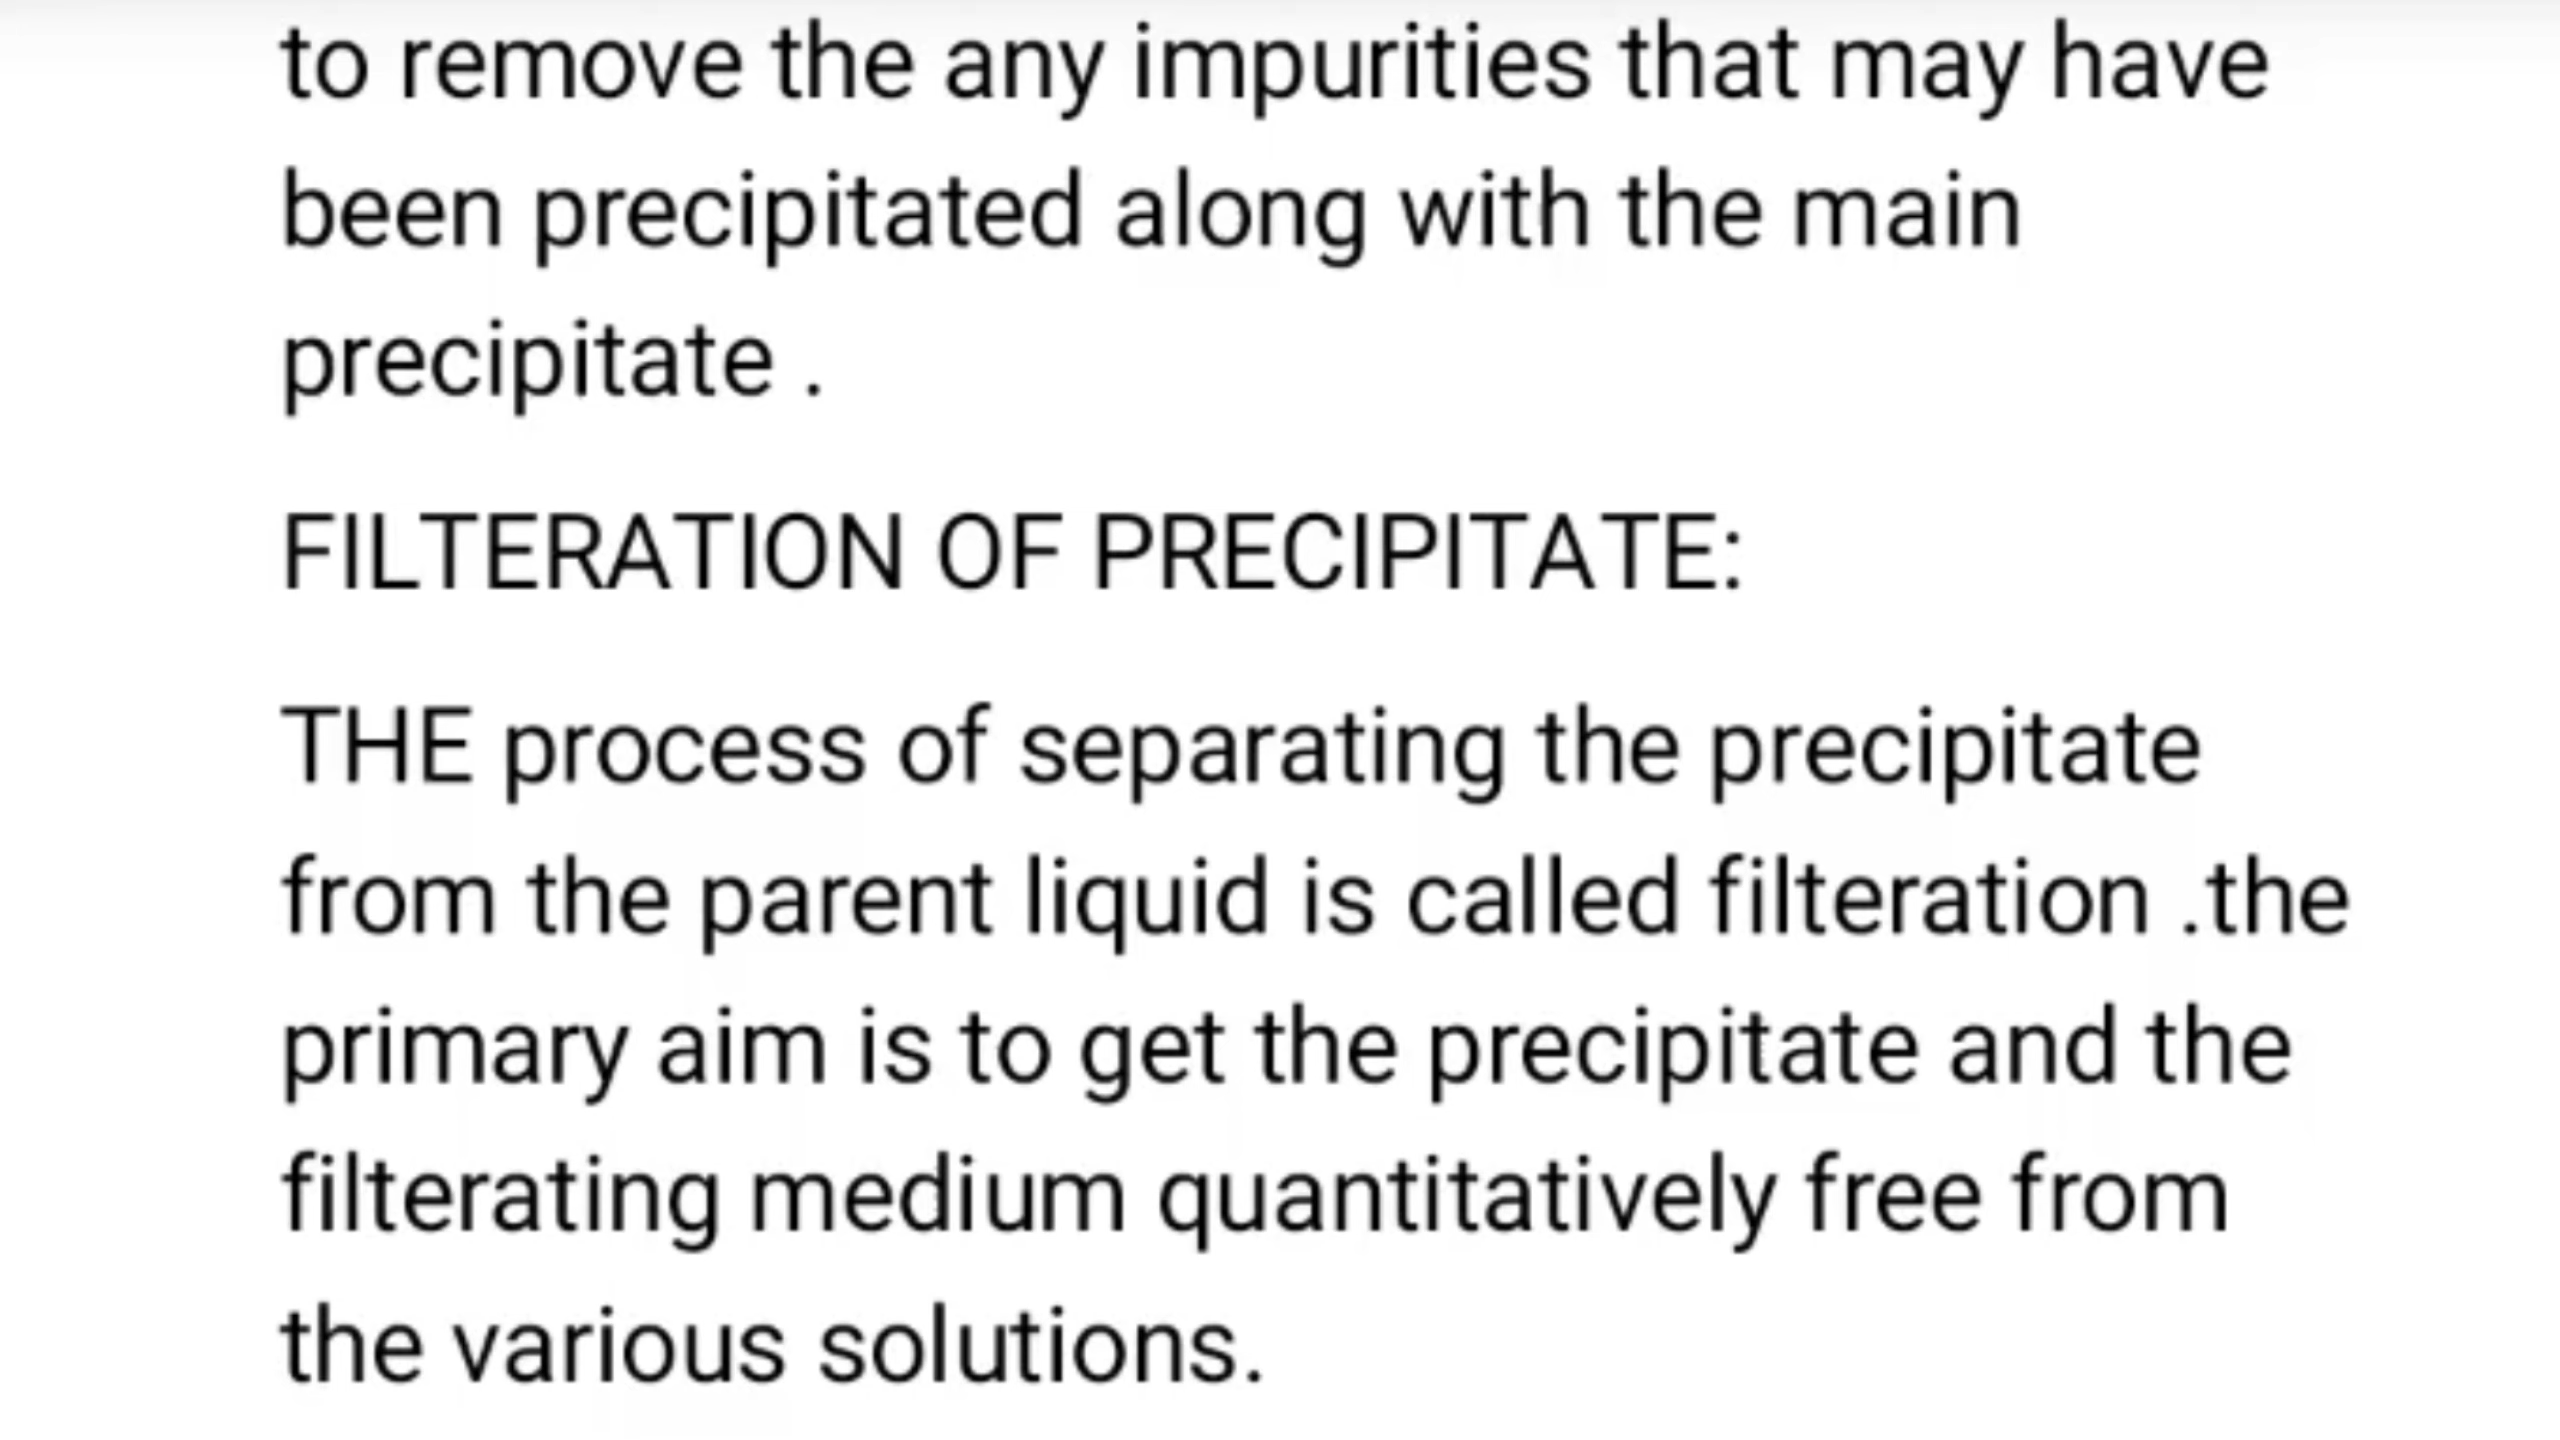 to remove the any impurities that may have
been precipitated along with the main
precipitate .
FILTERATION OF PRECIPITATE:
THE process of separating the precipitate
from the parent liquid is called filteration .the
primary aim is to get the precipitate and the
filterating medium quantitatively free from
the various solutions.